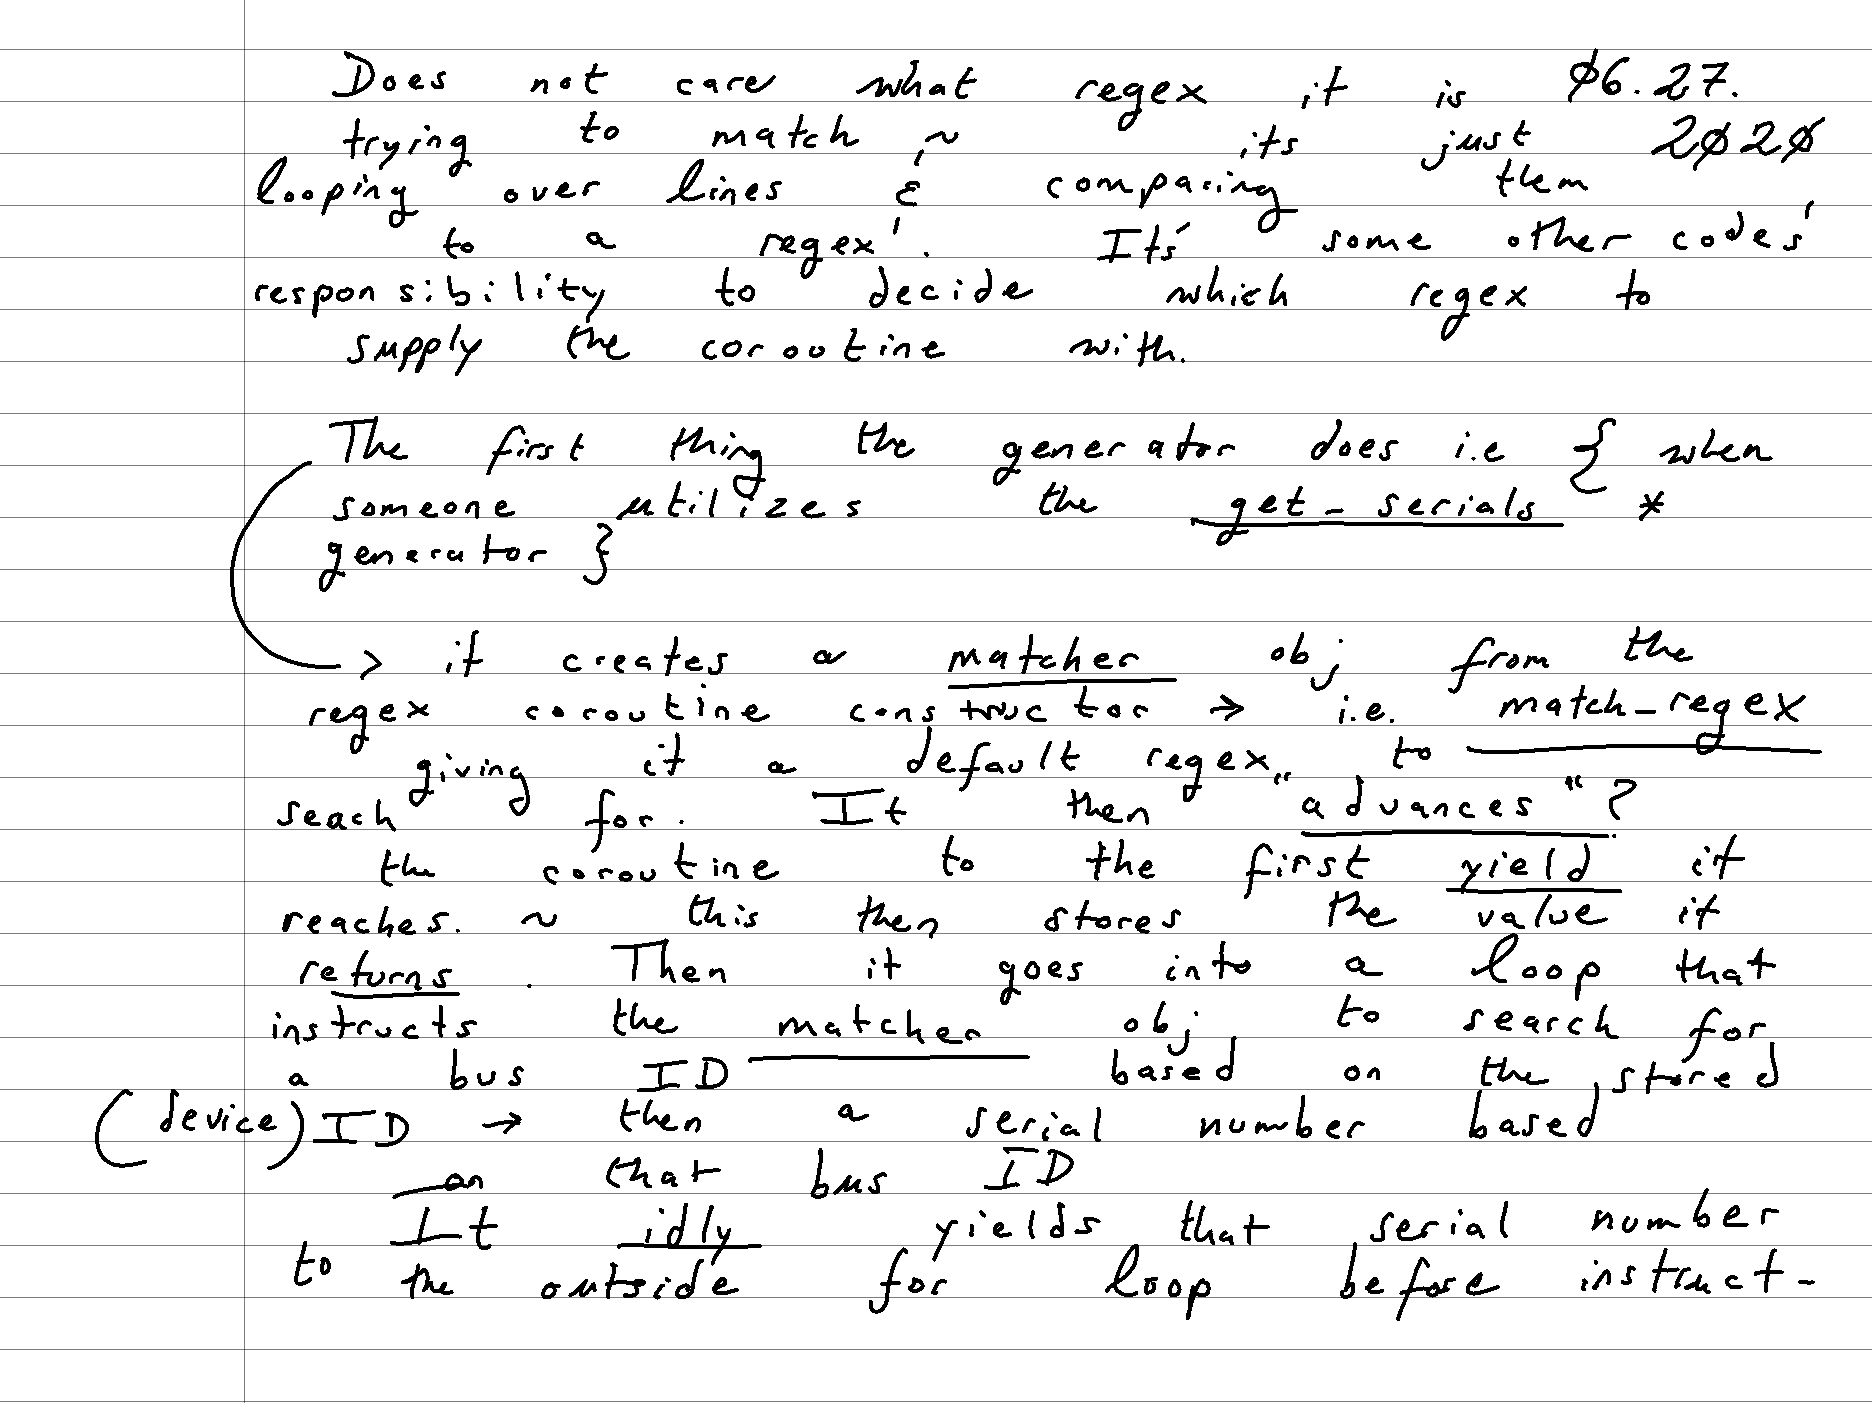 Does not care what regex it is ø6.27.
trying to match ~ 'its just 2ø2ø
looping over lines & comparing them
to a regex'. It's some other codes'
responsibility to decide which regex to
supply the coroutine with.
The first thing the generator does i.e { when
someone utilizes the get_serials *
generator }
> it creates a matcher obj from the
regex coroutine constructor → i.e. match_regex
giving it a default regex to
seach for. It then "advances"?
the coroutine to the first yield it
reaches. ~ this then stores the value it
returns. Then it goes into a loop that
instructs the matcher obj to search for
a bus ID based on the stored
(device) ID → then a serial number based
on that bus ID
It idly yields that serial number
to the outside for loop before instruct-